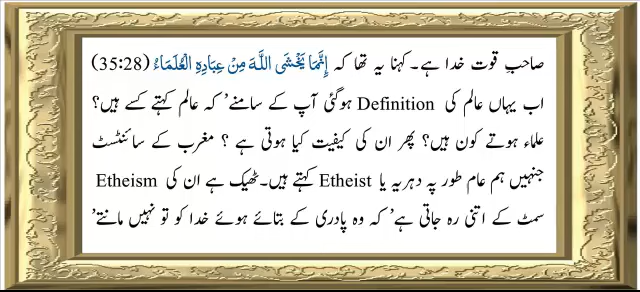 صاحبِ قوت خدا ہے۔ کہنا یہ تھا کہ إِنَّمَا يَخْشَى اللَّهَ مِنْ عِبَادِهِ الْعُلَمَاءُ (35:28)
اب یہاں عالم کی Definition ہوگئی آپ کے سامنے’ کہ عالم کہتے کسے ہیں؟
علماء ہوتے کون ہیں؟ پھر ان کی کیفیت کیا ہوتی ہے ؟ مغرب کے سائنٹسٹ
جنہیں ہم عام طور پہ دہریہ یا Etheist کہتے ہیں۔ ٹھیک ہے ان کی Etheism
سمٹ کے اتنی رہ جاتی ہے’ کہ وہ پادری کے بتائے ہوئے خدا کو تو نہیں مانتے’